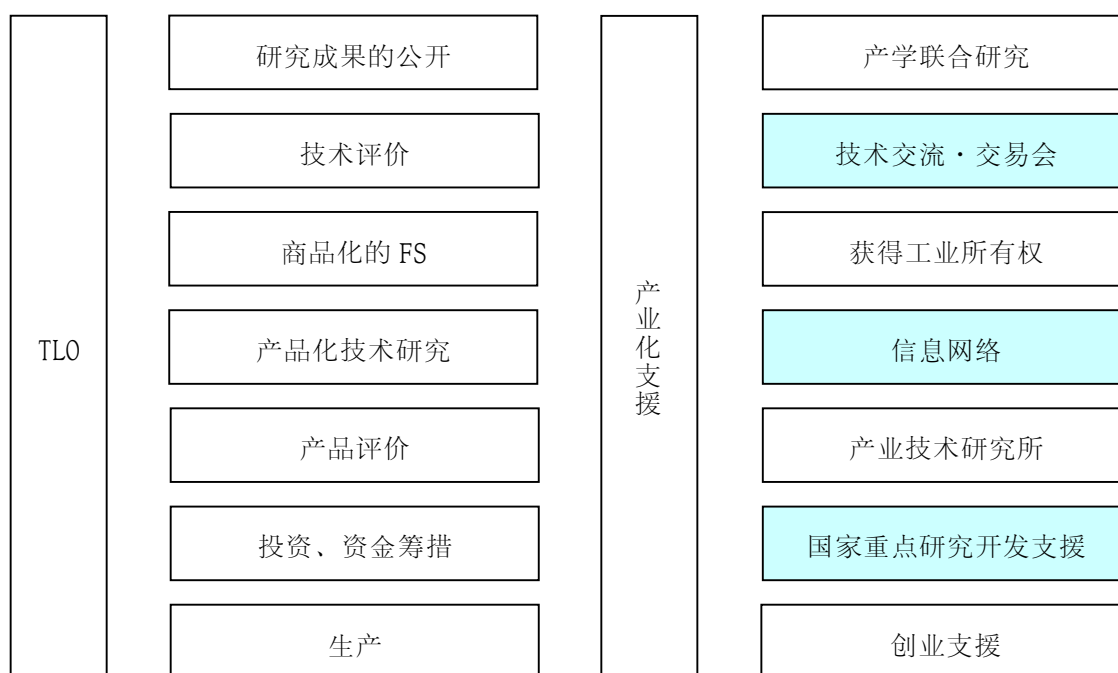 TLO
研究成果的公开
技术评价
商品化的 FS
产品化技术研究
产品评价
投资、资金筹措
生产
产业化支援
产学联合研究
技术交流·交易会
获得工业所有权
信息网络
产业技术研究所
国家重点研究开发支援
创业支援